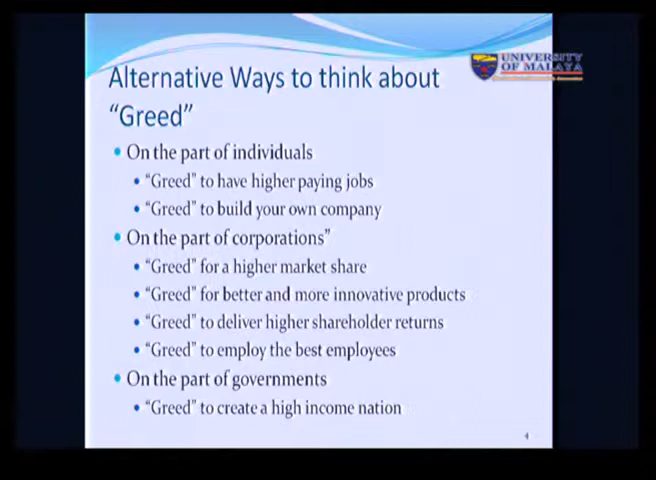 UNIVERSITY
OF MALAYA
Alternative Ways to think about
"Greed"
• On the part of individuals
• "Greed" to have higher paying jobs
• "Greed" to build your own company
• On the part of corporations"
• "Greed" for a higher market share
• "Greed" for better and more innovative products
• "Greed" to deliver higher shareholder returns
• "Greed" to employ the best employees
• On the part of governments
• "Greed" to create a high income nation
4